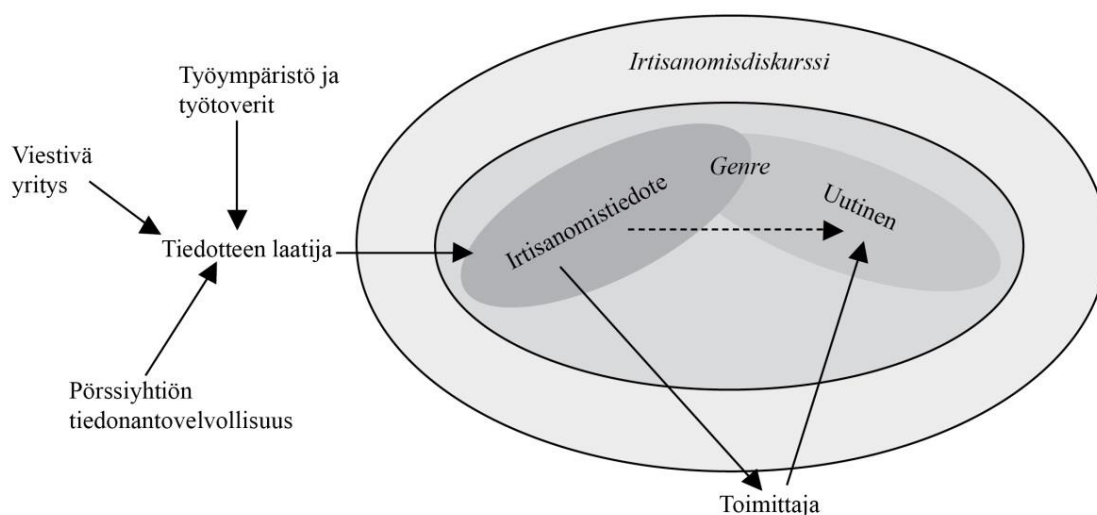 Työympäristö ja
työtoverit
Viestivä
yritys
Tiedotteen laatija
Pörssiyhtiön
tiedonantovelvollisuus
Irtisanomisdiskurssi
Genre
Irtisanomistiedote
Uutinen
Toimittaja